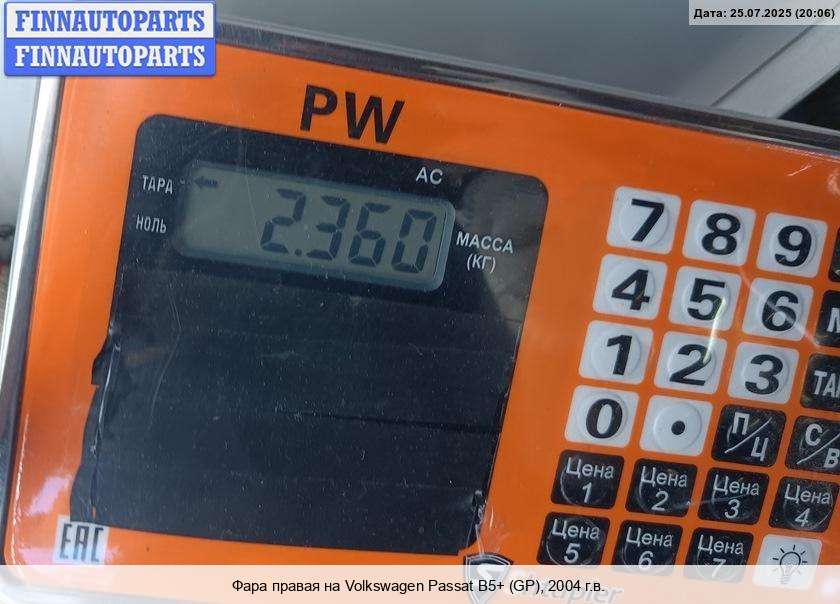 FINNAUTOPARTS
FINNAUTOPARTS
Дата: 25.07.2025 (20:06)
PW
AC
ТАРА
НОЛЬ
2.360
МАССА
(КГ)
7 8 9
4 5 6
1 2 3
0 .
П/Ц
С/В
Цена 1
Цена 2
Цена 3
Цена 4
Цена 5
Цена 6
Цена 7
EAC
Фара правая на Volkswagen Passat B5+ (GP), 2004 г.в.